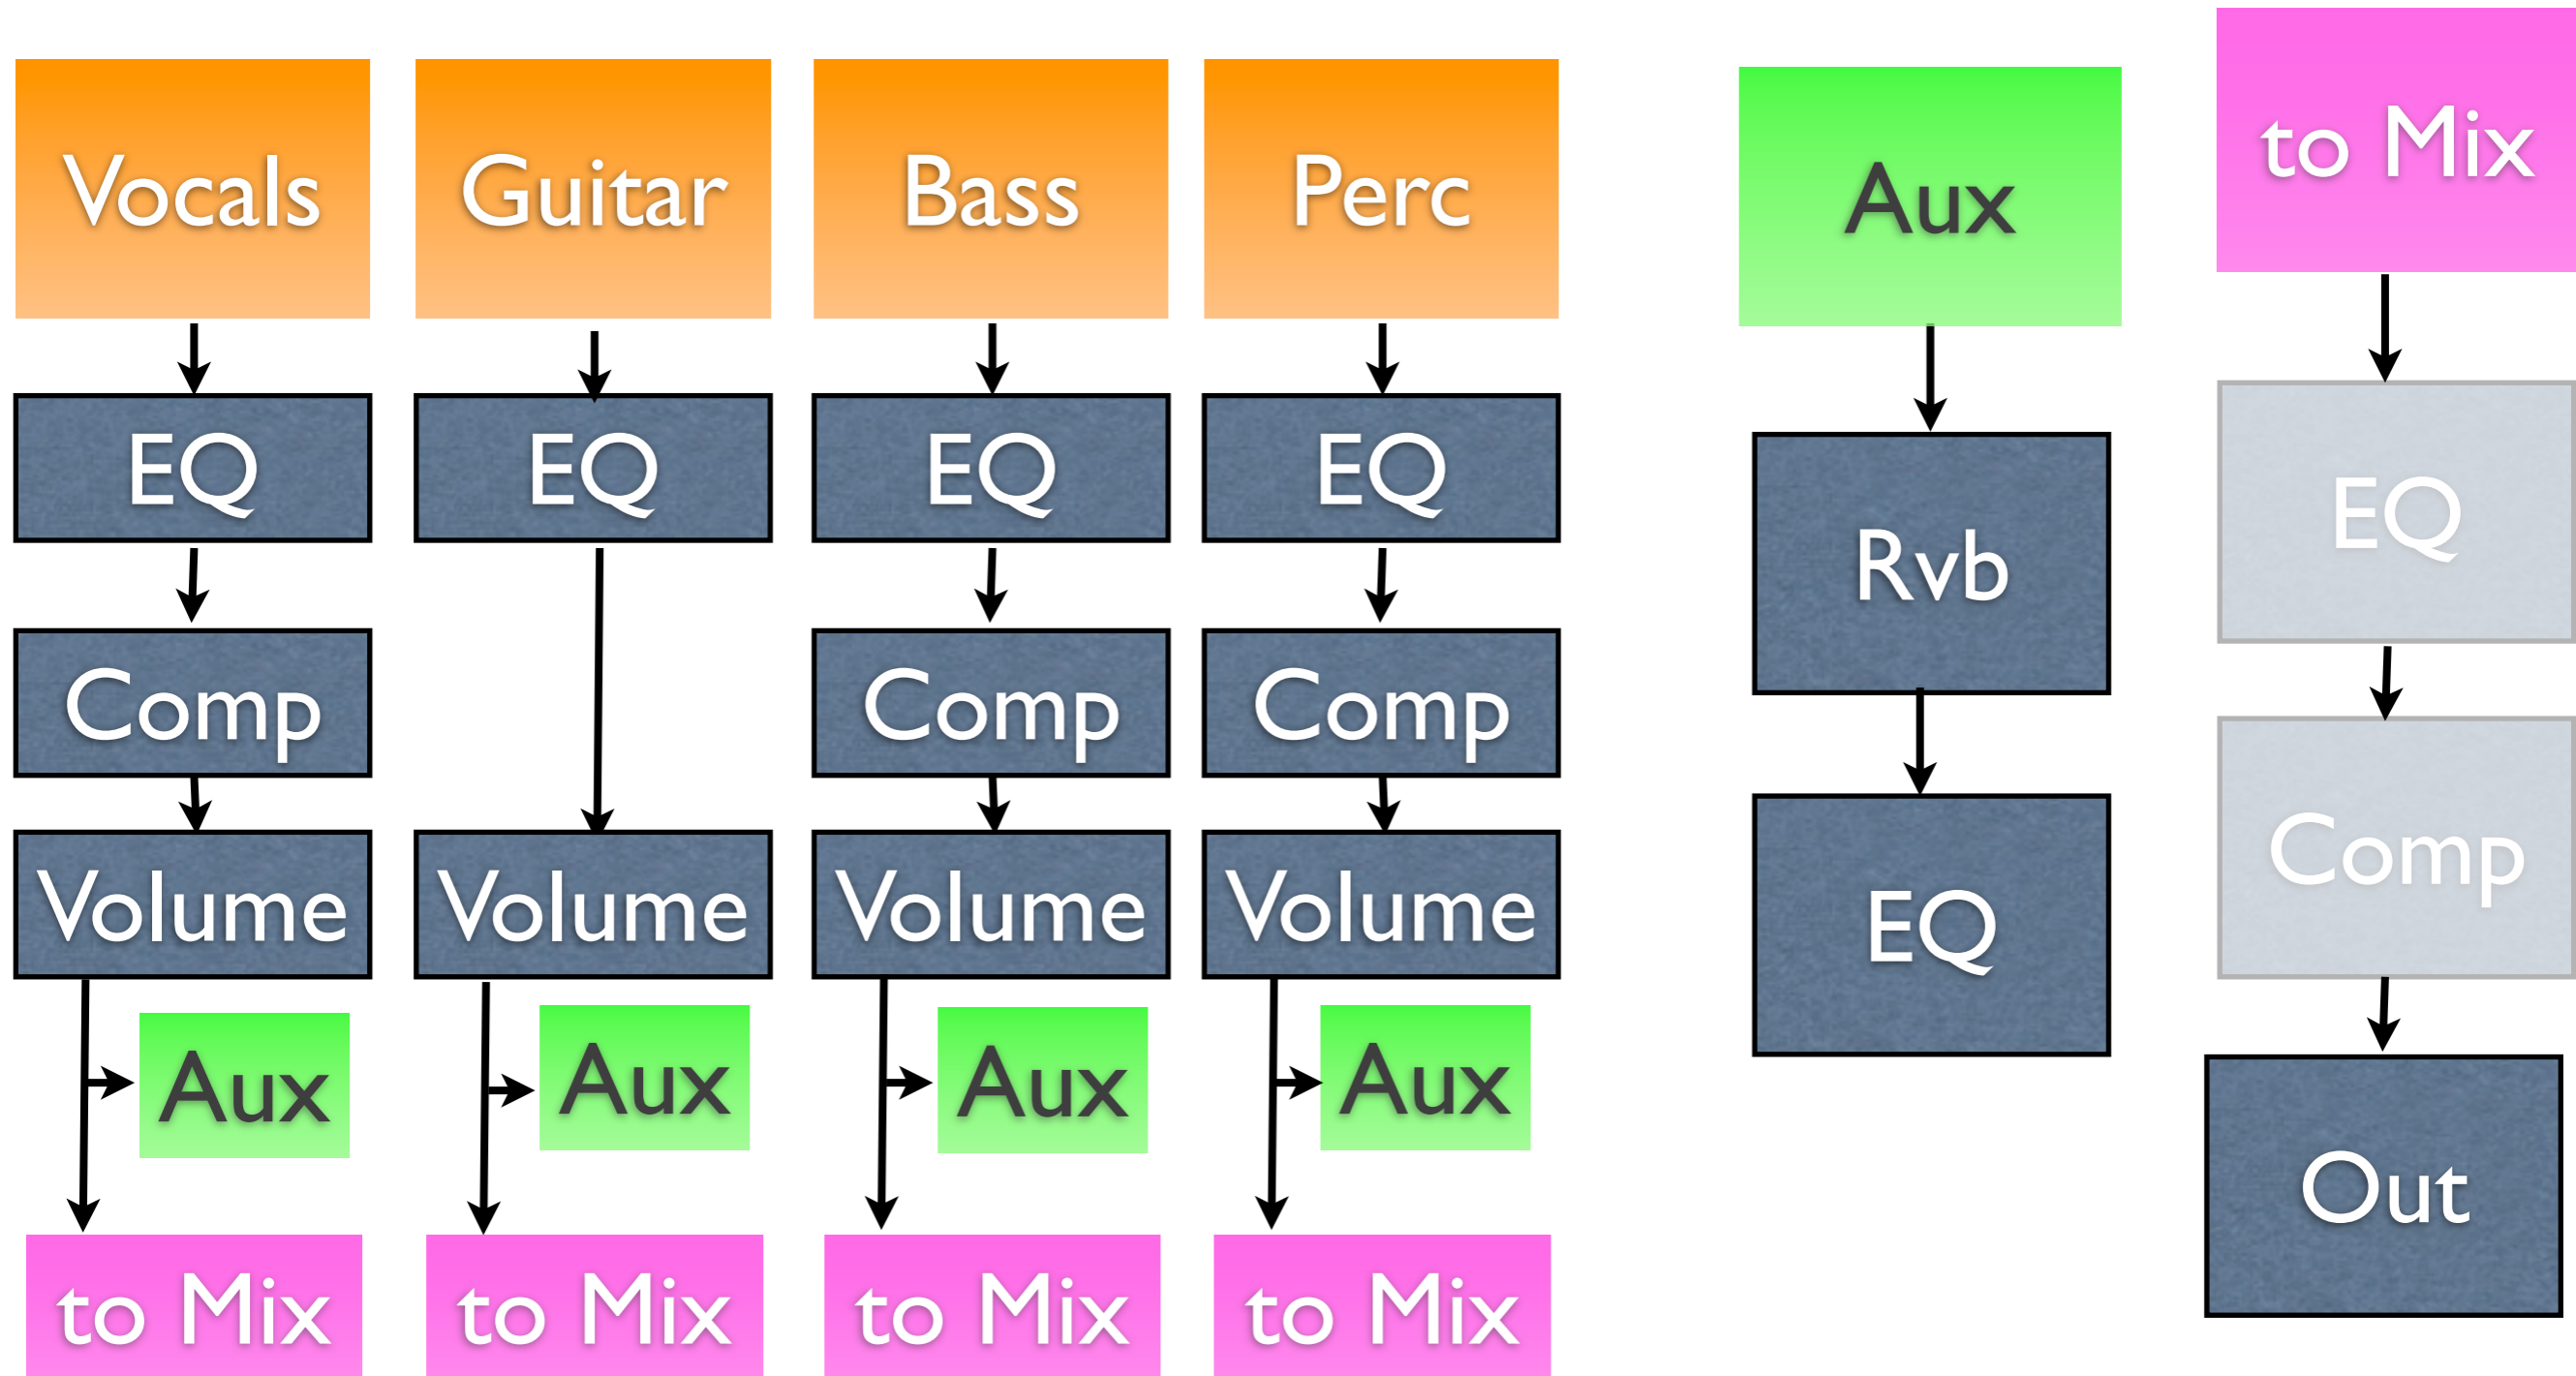 Vocals
EQ
Comp
Volume
Aux
to Mix
Guitar
EQ
Volume
Aux
to Mix
Bass
EQ
Comp
Volume
Aux
to Mix
Perc
EQ
Comp
Volume
Aux
to Mix
Aux
Rvb
EQ
to Mix
EQ
Comp
Out